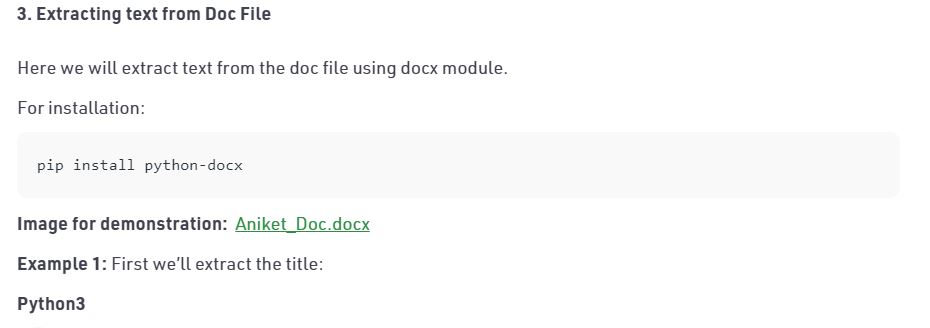 3. Extracting text from Doc File
Here we will extract text from the doc file using docx module.
For installation:
pip install python-docx
Image for demonstration: Aniket_Doc.docx
Example 1: First we’ll extract the title:
Python3